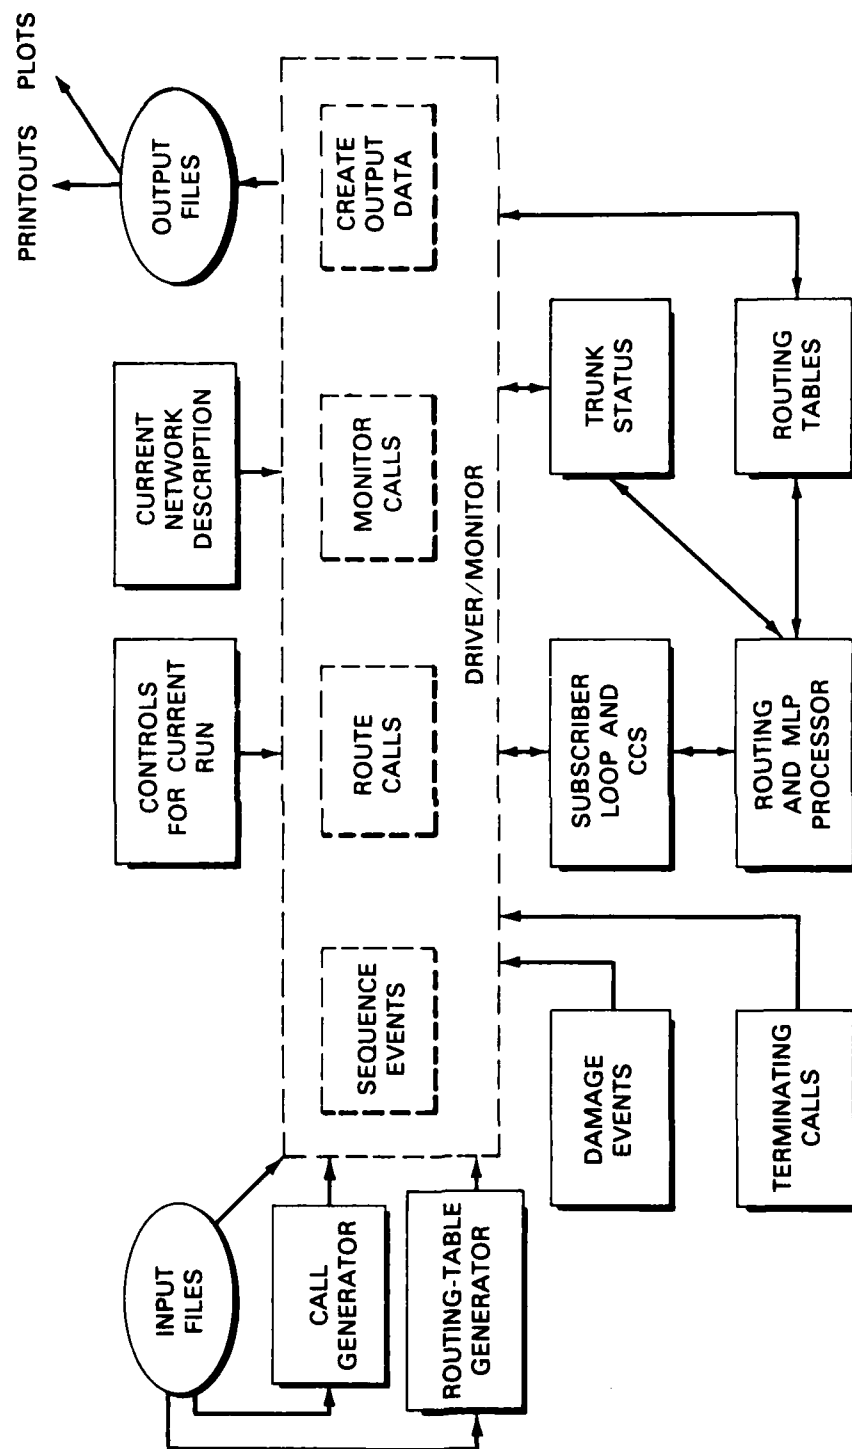 PRINTOUTS
PLOTS
INPUT
FILES
OUTPUT
FILES
CONTROLS
FOR CURRENT
RUN
CURRENT
NETWORK
DESCRIPTION
CALL
GENERATOR
ROUTING-TABLE
GENERATOR
SEQUENCE
EVENTS
ROUTE
CALLS
MONITOR
CALLS
CREATE
OUTPUT
DATA
DRIVER/MONITOR
DAMAGE
EVENTS
SUBSCRIBER
LOOP AND
CCS
TRUNK
STATUS
TERMINATING
CALLS
ROUTING
AND MLP
PROCESSOR
ROUTING
TABLES